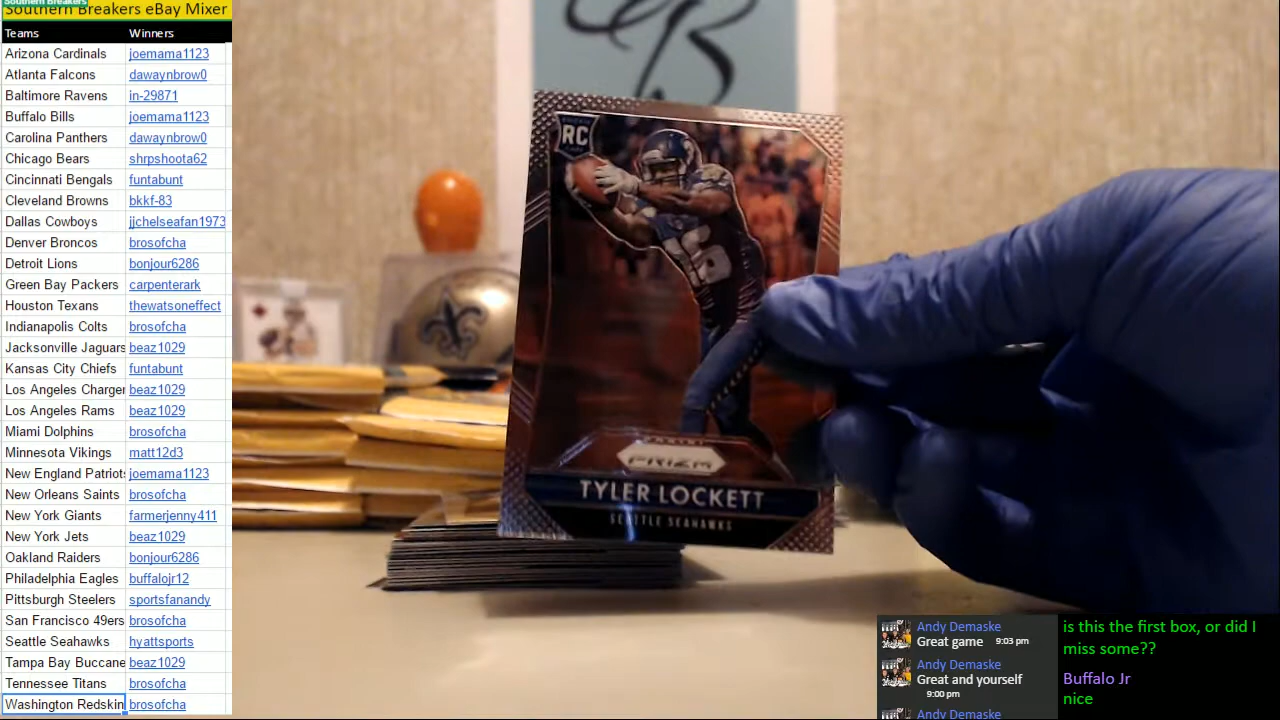 Southern Breakers
Southern Breakers eBay Mixer
Teams Winners
Arizona Cardinals joemama1123
Atlanta Falcons dawaynbrow0
Baltimore Ravens in-29871
Buffalo Bills joemama1123
Carolina Panthers dawaynbrow0
Chicago Bears shrpshoota62
Cincinnati Bengals funtabunt
Cleveland Browns bkkf-83
Dallas Cowboys jjchelseafan1973
Denver Broncos brosofcha
Detroit Lions bonjour6286
Green Bay Packers carpenterark
Houston Texans thewatsoneffect
Indianapolis Colts brosofcha
Jacksonville Jaguars beaz1029
Kansas City Chiefs funtabunt
Los Angeles Charger beaz1029
Los Angeles Rams beaz1029
Miami Dolphins brosofcha
Minnesota Vikings matt12d3
New England Patriots joemama1123
New Orleans Saints brosofcha
New York Giants farmerjenny411
New York Jets beaz1029
Oakland Raiders bonjour6286
Philadelphia Eagles buffalojr12
Pittsburgh Steelers sportsfanandy
San Francisco 49ers brosofcha
Seattle Seahawks hyattsports
Tampa Bay Buccane beaz1029
Tennessee Titans brosofcha
Washington Redskin brosofcha
B
RC
16
PANINI
PRIZM
TYLER LOCKETT
SEATTLE SEAHAWKS
Andy Demaske
Great game 9:03 pm
Andy Demaske
Great and yourself
9:00 pm
Andy Demaske
is this the first box, or did I
miss some??
Buffalo Jr
nice